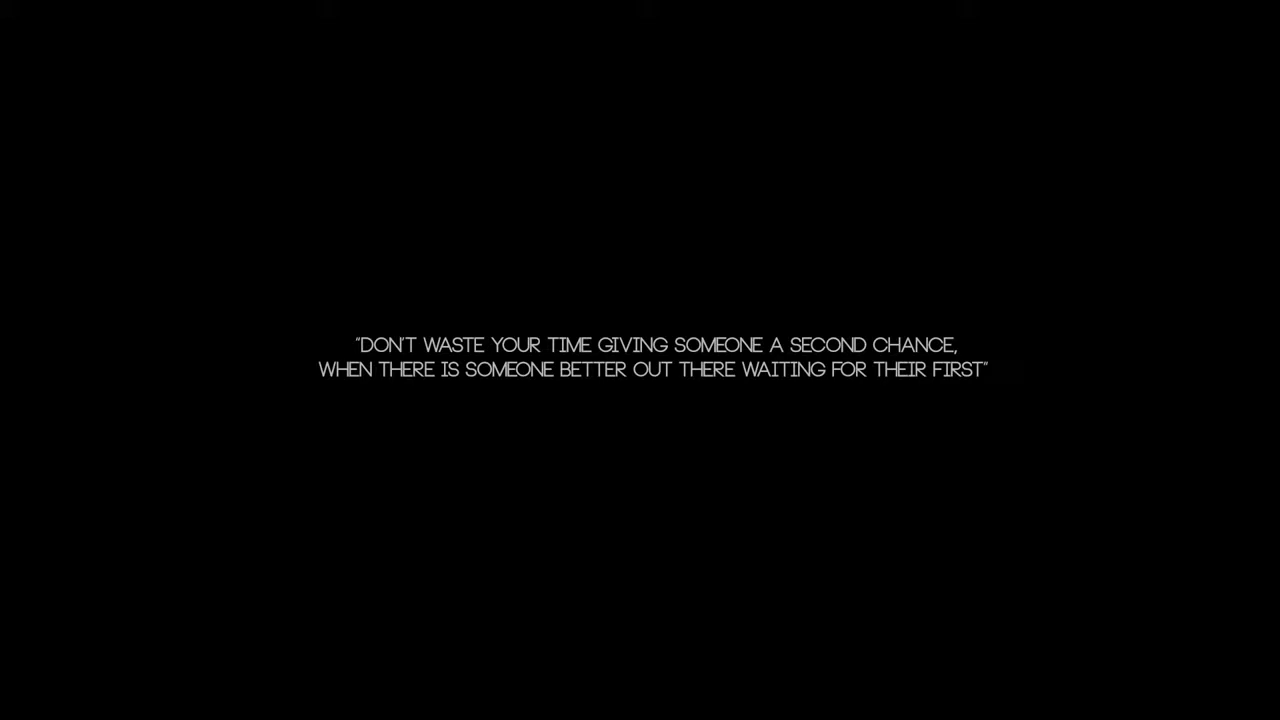 "DON'T WASTE YOUR TIME GIVING SOMEONE A SECOND CHANCE,
WHEN THERE IS SOMEONE BETTER OUT THERE WAITING FOR THEIR FIRST"